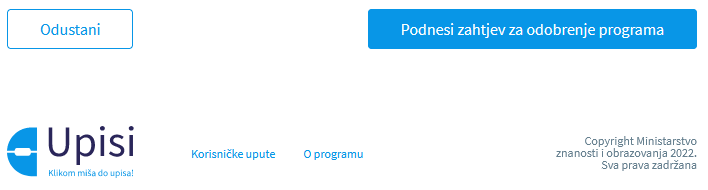 Odustani
Podnesi zahtjev za odobrenje programa
Upisi
Klikom miša do upisa!
Korisničke upute
O programu
Copyright Ministarstvo
znanosti i obrazovanja 2022.
Sva prava zadržana